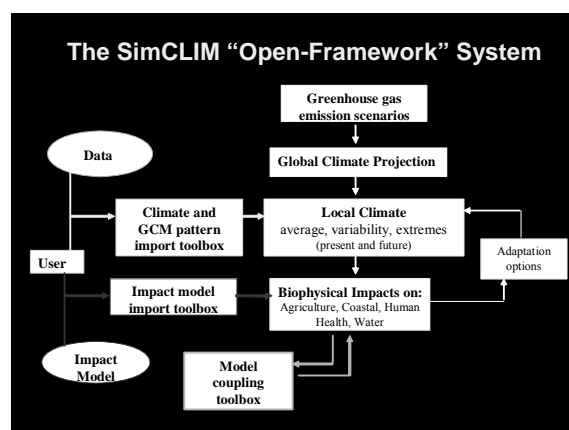 The SimCLIM “Open-Framework” System
Greenhouse gas
emission scenarios
Data
Global Climate Projection
Climate and
GCM pattern
import toolbox
Local Climate
average, variability, extremes
(present and future)
User
Adaptation
options
Impact model
import toolbox
Biophysical Impacts on:
Agriculture, Coastal, Human
Health, Water
Impact
Model
Model
coupling
toolbox